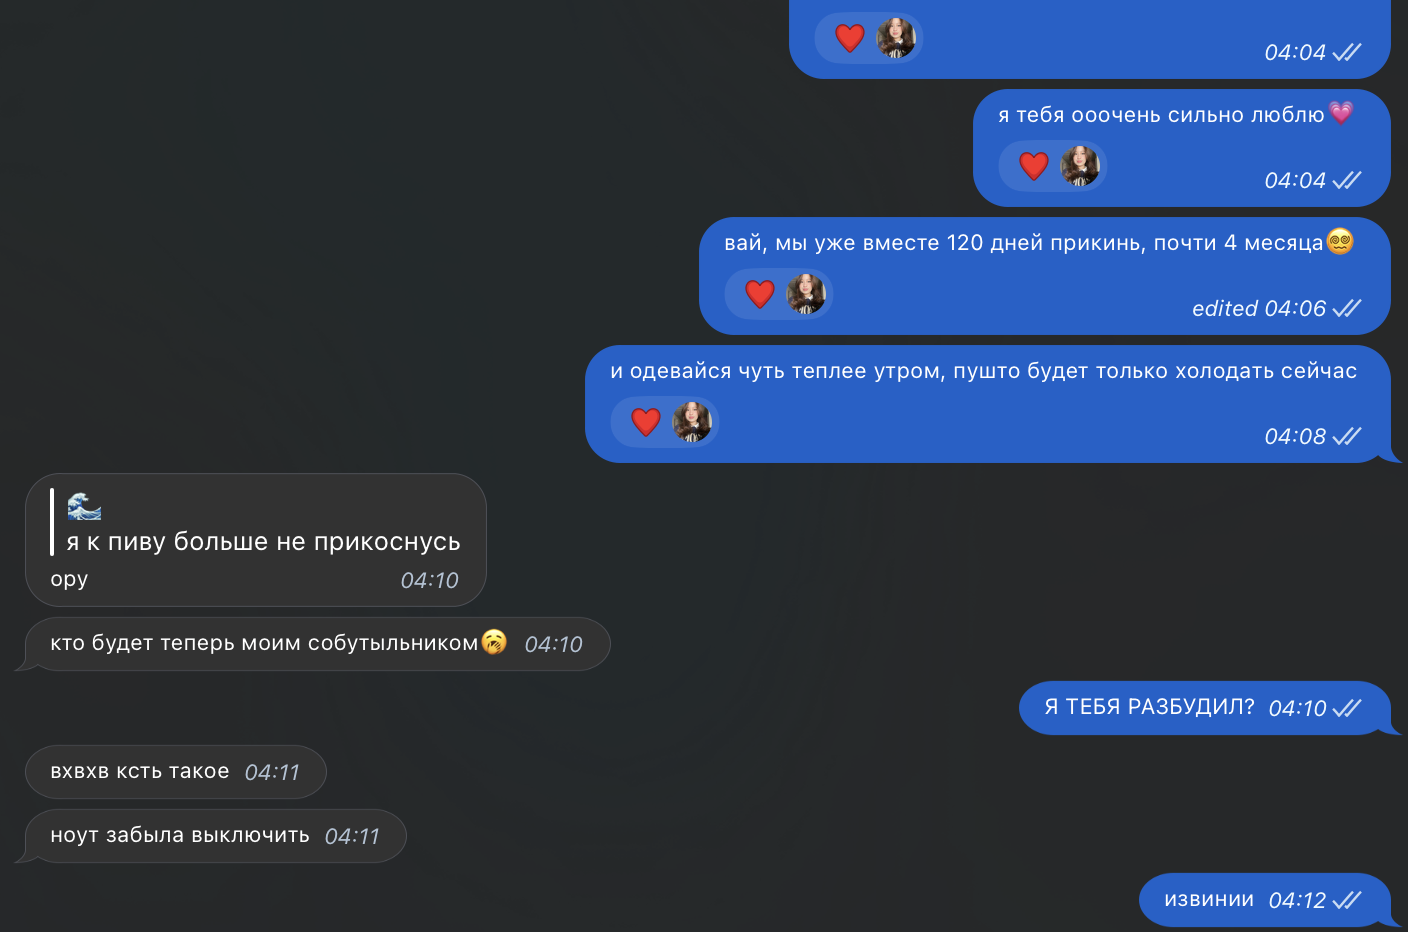 04:04
я тебя ооочень сильно люблю💗
04:04
вай, мы уже вместе 120 дней прикинь, почти 4 месяца😵‍💫
edited 04:06
и одевайся чуть теплее утром, пушто будет только холодать сейчас
04:08
🌊
я к пиву больше не прикоснусь
ору 04:10
кто будет теперь моим собутыльником🥱 04:10
Я ТЕБЯ РАЗБУДИЛ? 04:10
вхвхв ксть такое 04:11
ноут забыла выключить 04:11
извинии 04:12